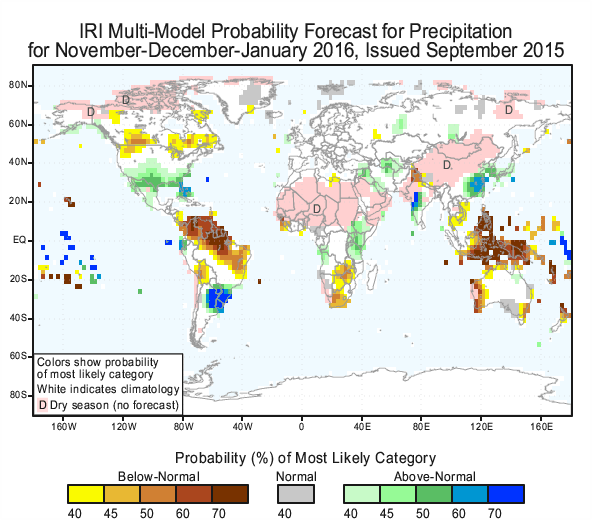 IRI Multi-Model Probability Forecast for Precipitation
for November-December-January 2016, Issued September 2015
80N
60N
40N
20N
EQ
20S
40S
60S
80S
D
D
D
D
D
Colors show probability
of most likely category
White indicates climatology
D Dry season (no forecast)
160W 120W 80W 40W 0 40E 80E 120E 160E
Probability (%) of Most Likely Category
Below-Normal Normal Above-Normal
40 45 50 60 70 40 40 45 50 60 70